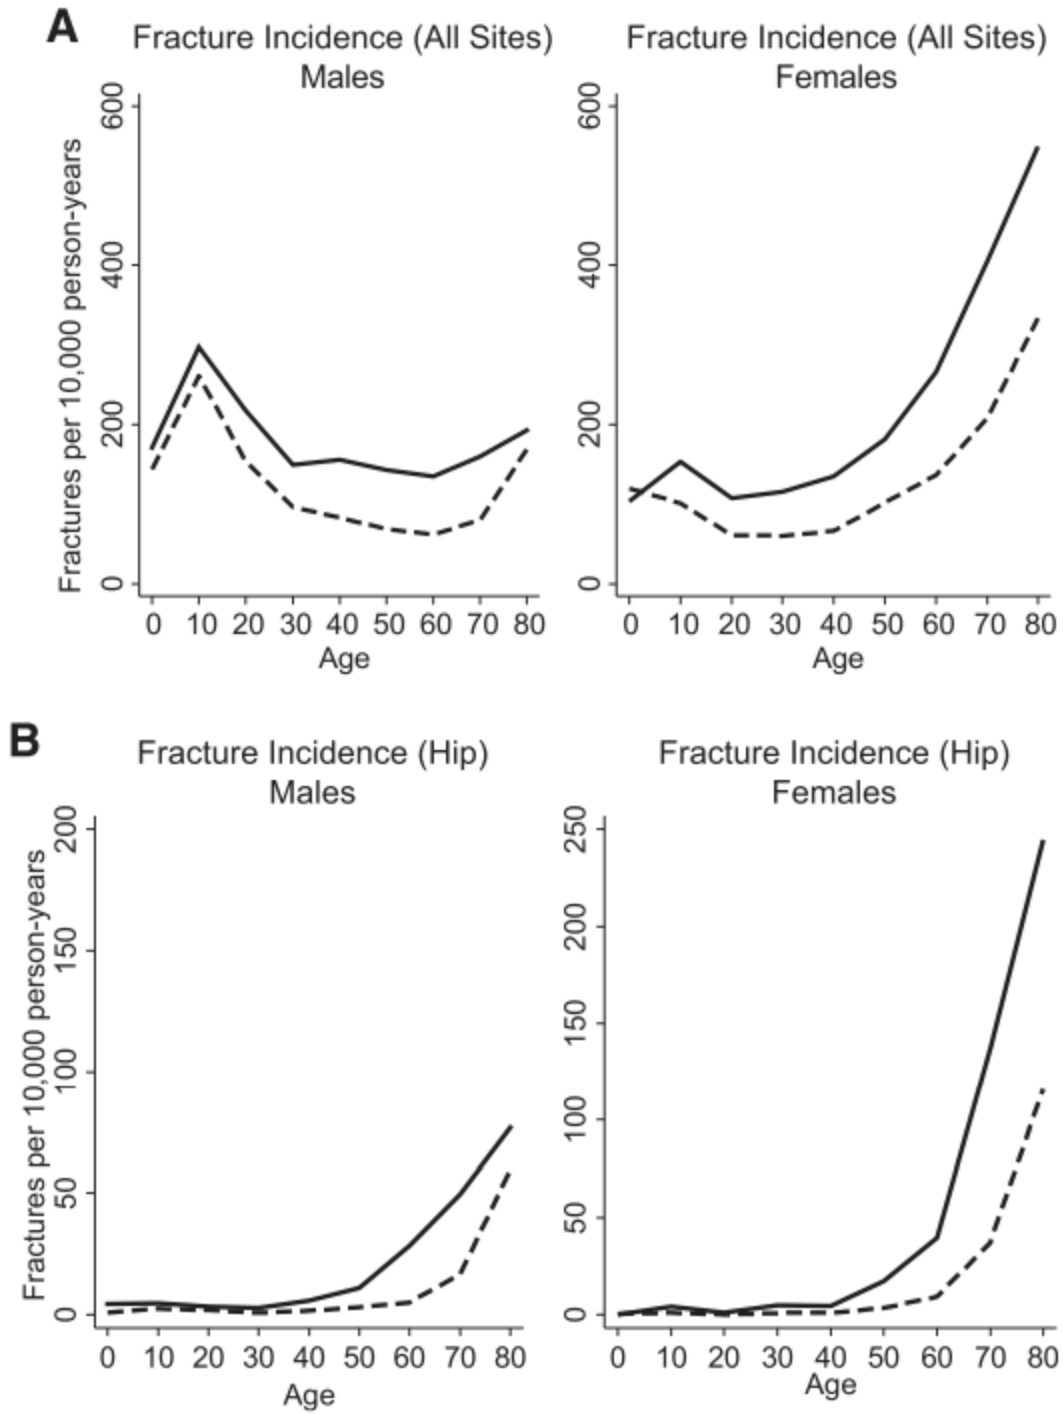 A
Fracture Incidence (All Sites)
Males
Fracture Incidence (All Sites)
Females
Fractures per 10,000 person-years
600
400
200
0
0 10 20 30 40 50 60 70 80
Age
600
400
200
0
0 10 20 30 40 50 60 70 80
Age
B
Fracture Incidence (Hip)
Males
Fracture Incidence (Hip)
Females
Fractures per 10,000 person-years
200
150
100
50
0
0 10 20 30 40 50 60 70 80
Age
250
200
150
100
50
0
0 10 20 30 40 50 60 70 80
Age